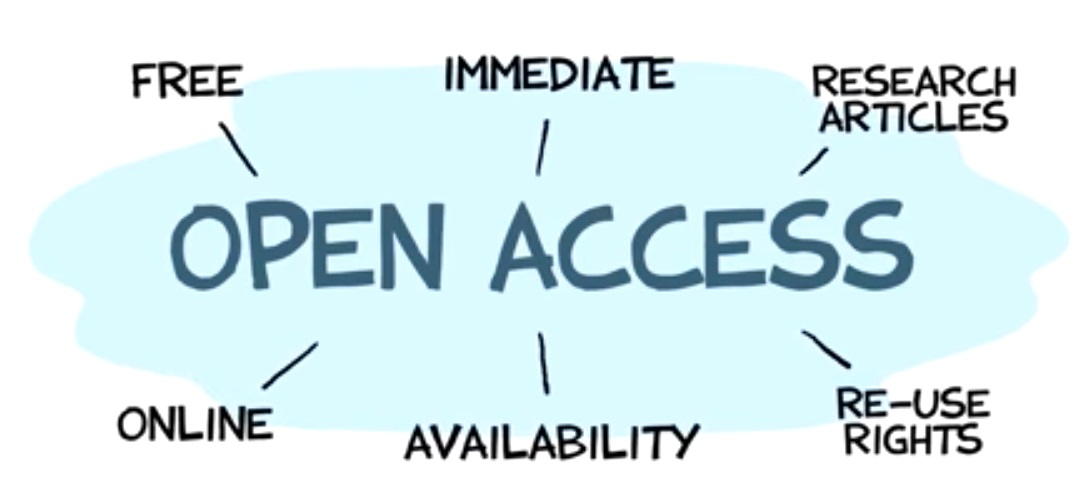 FREE
IMMEDIATE
RESEARCH
ARTICLES
OPEN ACCESS
ONLINE
AVAILABILITY
RE-USE
RIGHTS